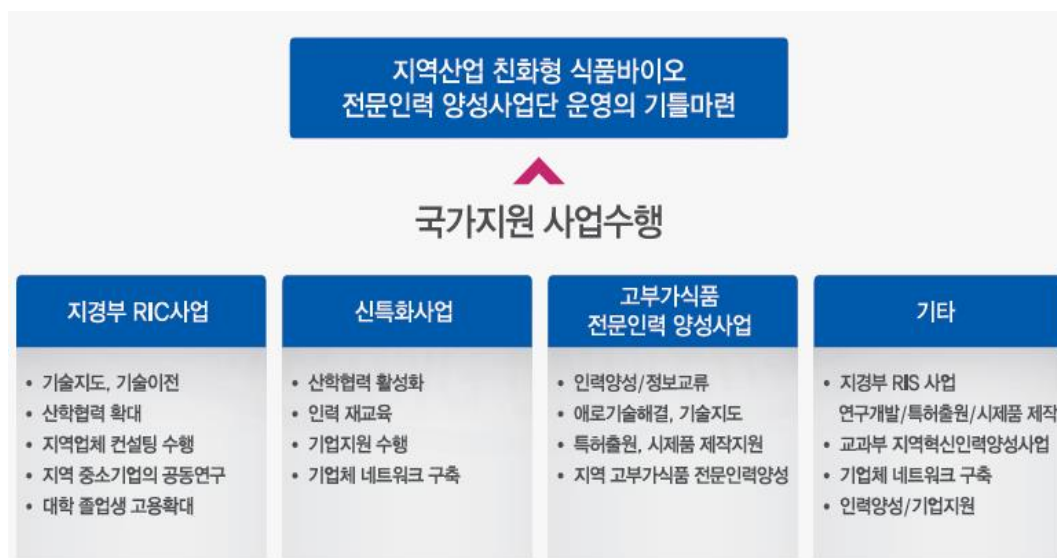 지역산업 친화형 식품바이오
전문인력 양성사업단 운영의 기틀마련
국가지원 사업수행
지경부 RIC사업
• 기술지도, 기술이전
• 산학협력 확대
• 지역업체 컨설팅 수행
• 지역 중소기업의 공동연구
• 대학 졸업생 고용확대
신특화사업
• 산학협력 활성화
• 인력 재교육
• 기업지원 수행
• 기업체 네트워크 구축
고부가식품
전문인력 양성사업
• 인력양성/정보교류
• 애로기술해결, 기술지도
• 특허출원, 시제품 제작지원
• 지역 고부가식품 전문인력양성
기타
• 지경부 RIS 사업
연구개발/특허출원/시제품 제작
• 교과부 지역혁신인력양성사업
• 기업체 네트워크 구축
• 인력양성/기업지원